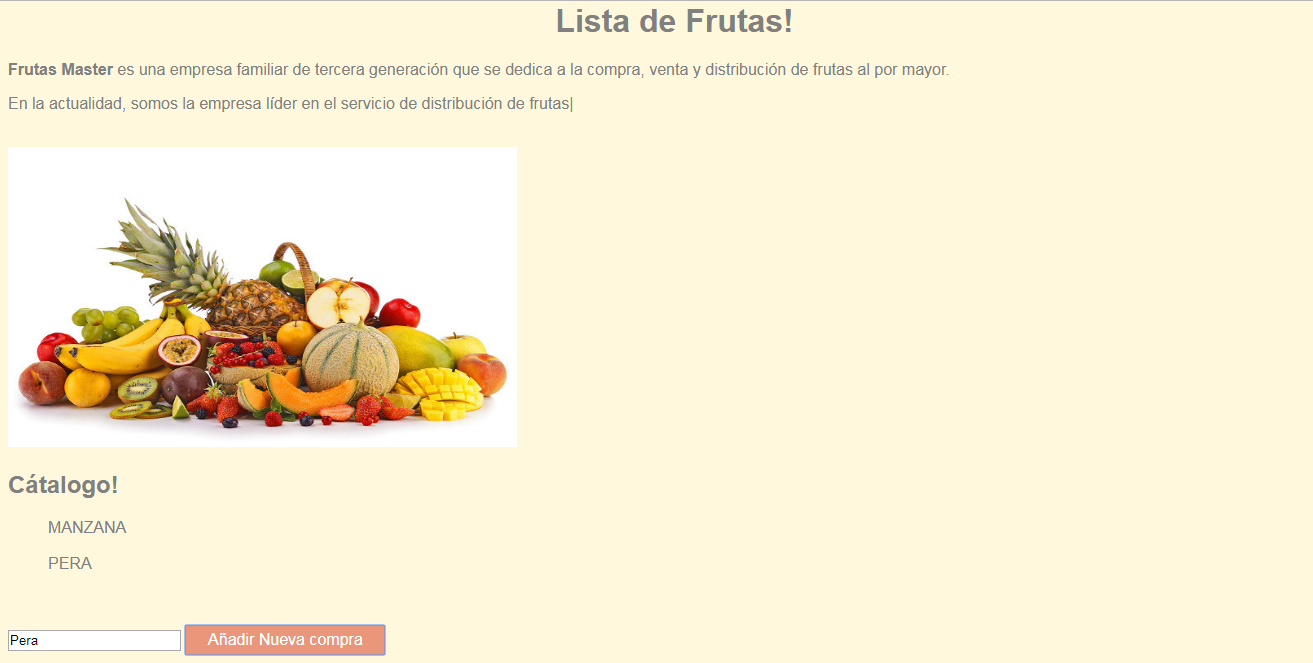 Lista de Frutas!
Frutas Master es una empresa familiar de tercera generación que se dedica a la compra, venta y distribución de frutas al por mayor.
En la actualidad, somos la empresa líder en el servicio de distribución de frutas|
Cátalogo!
MANZANA
PERA
Pera Añadir Nueva compra